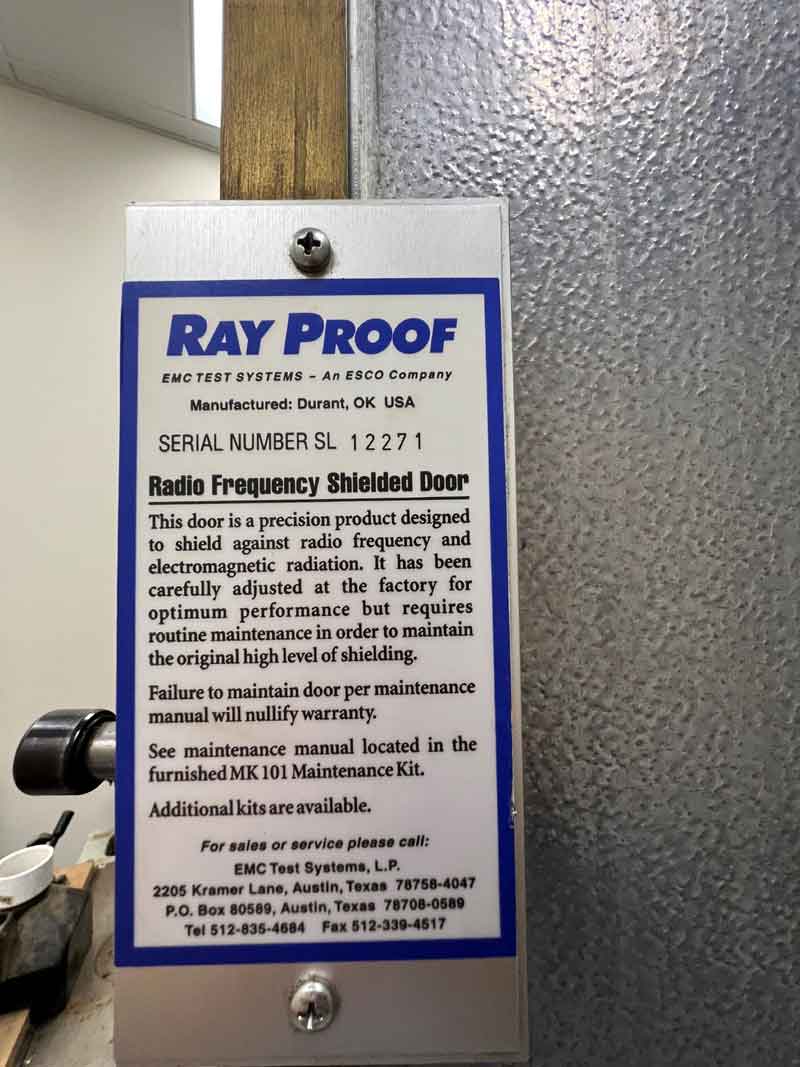 RAY PROOF
EMC TEST SYSTEMS – An ESCO Company
Manufactured: Durant, OK USA
SERIAL NUMBER SL 12271
Radio Frequency Shielded Door
This door is a precision product designed
to shield against radio frequency and
electromagnetic radiation. It has been
carefully adjusted at the factory for
optimum performance but requires
routine maintenance in order to maintain
the original high level of shielding.
Failure to maintain door per maintenance
manual will nullify warranty.
See maintenance manual located in the
furnished MK 101 Maintenance Kit.
Additional kits are available.
For sales or service please call:
EMC Test Systems, L.P.
2205 Kramer Lane, Austin, Texas 78758-4047
P.O. Box 80589, Austin, Texas 78708-0589
Tel 512-835-4684 Fax 512-339-4517